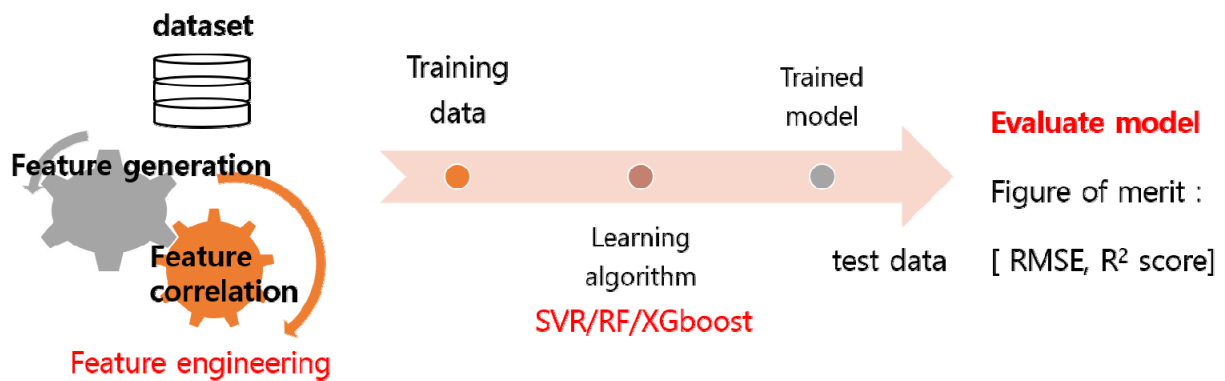 dataset
Feature generation
Feature
correlation
Feature engineering
Training
data
Learning
algorithm
SVR/RF/XGboost
Trained
model
test data
Evaluate model
Figure of merit :
[ RMSE, R² score]